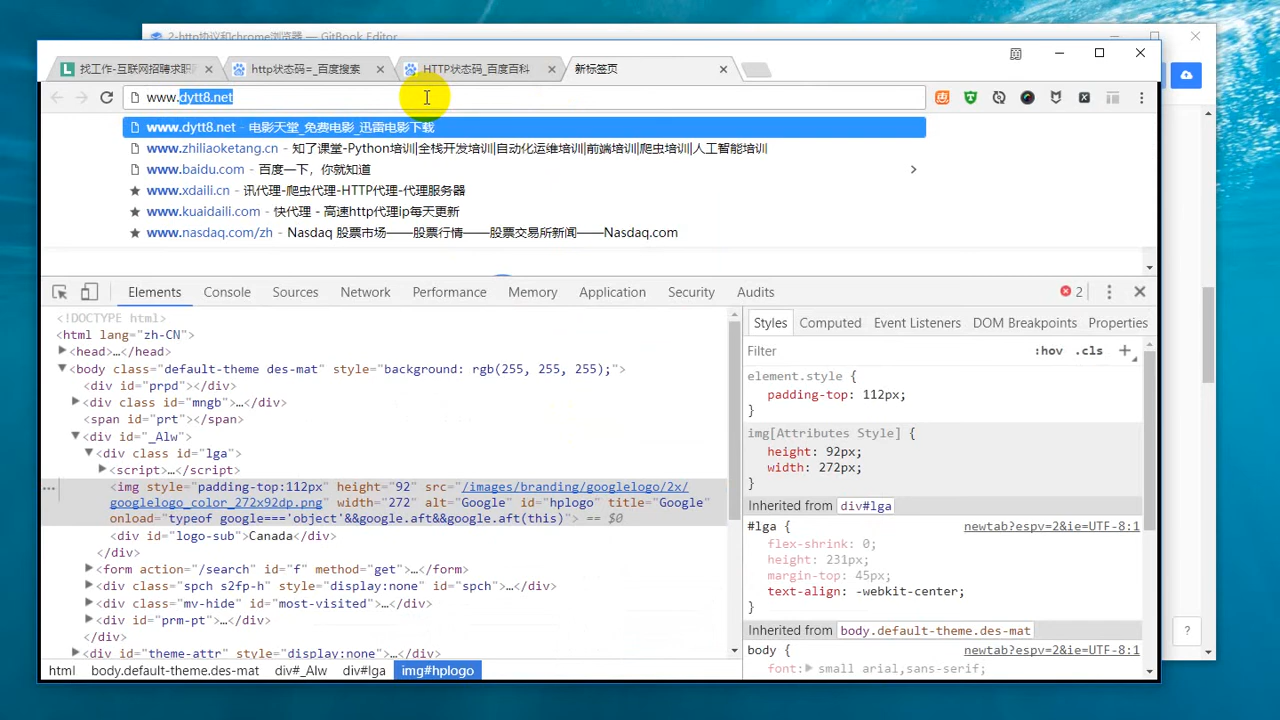 2-http协议和chrome浏览器 — GitBook Editor
找工作-互联网招聘求职
http状态码=_百度搜索
HTTP状态码_百度百科
新标签页
www.dytt8.net
www.dytt8.net - 电影天堂_免费电影_迅雷电影下载
www.zhiliaoketang.cn - 知了课堂-Python培训|全栈开发培训|自动化运维培训|前端培训|爬虫培训|人工智能培训
www.baidu.com - 百度一下，你就知道
www.xdaili.cn - 讯代理-爬虫代理-HTTP代理-代理服务器
www.kuaidaili.com - 快代理 - 高速http代理ip每天更新
www.nasdaq.com/zh - Nasdaq 股票市场——股票行情——股票交易所新闻——Nasdaq.com
Elements Console Sources Network Performance Memory Application Security Audits 2
<!DOCTYPE html>
<html lang="zh-CN">
<head>…</head>
<body class="default-theme des-mat" style="background: rgb(255, 255, 255);">
<div id="prpd"></div>
<div class id="mngb">…</div>
<span id="prt"></span>
<div id="_Alw">
<div class id="lga">
<script>…</script>
<img style="padding-top:112px" height="92" src="/images/branding/googlelogo/2x/
googlelogo_color_272x92dp.png" width="272" alt="Google" id="hplogo" title="Google"
onload="typeof google==='object'&&google.aft&&google.aft(this)"> == $0
<div id="logo-sub">Canada</div>
</div>
<form action="/search" id="f" method="get">…</form>
<div class="spch s2fp-h" style="display:none" id="spch">…</div>
<div class="mv-hide" id="most-visited">…</div>
<div class="prm-pt">…</div>
</div>
<div id="theme-attr" style="display:none">…</div>
html body.default-theme.des-mat div#_Alw div#lga img#hplogo
Styles Computed Event Listeners DOM Breakpoints Properties
Filter :hov .cls +
element.style {
padding-top: 112px;
}
img[Attributes Style] {
height: 92px;
width: 272px;
}
Inherited from div#lga
#lga { newtab?espv=2&ie=UTF-8:1
flex-shrink: 0;
height: 231px;
margin-top: 45px;
text-align: -webkit-center;
}
Inherited from body.default-theme.des-mat
body { newtab?espv=2&ie=UTF-8:1
font: small arial,sans-serif;
?